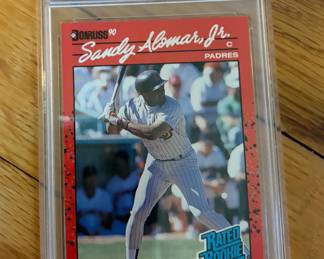 DONRUSS '90
Sandy Alomar, Jr.
C
PADRES
RATED
ROOKIE